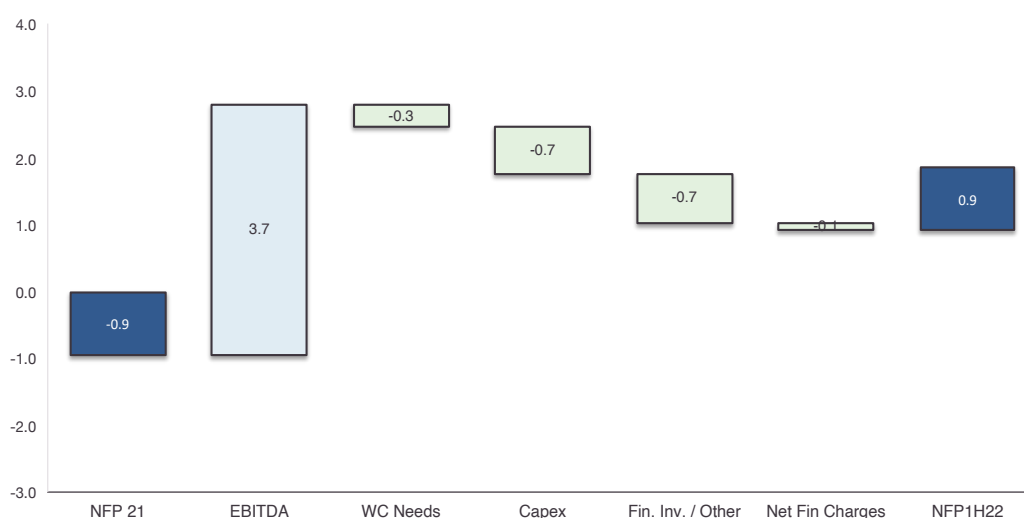 4.0
3.0
2.0
1.0
0.0
-1.0
-2.0
-3.0
-0.9
3.7
-0.3
-0.7
-0.7
-0.1
0.9
NFP 21
EBITDA
WC Needs
Capex
Fin. Inv. / Other
Net Fin Charges
NFP1H22